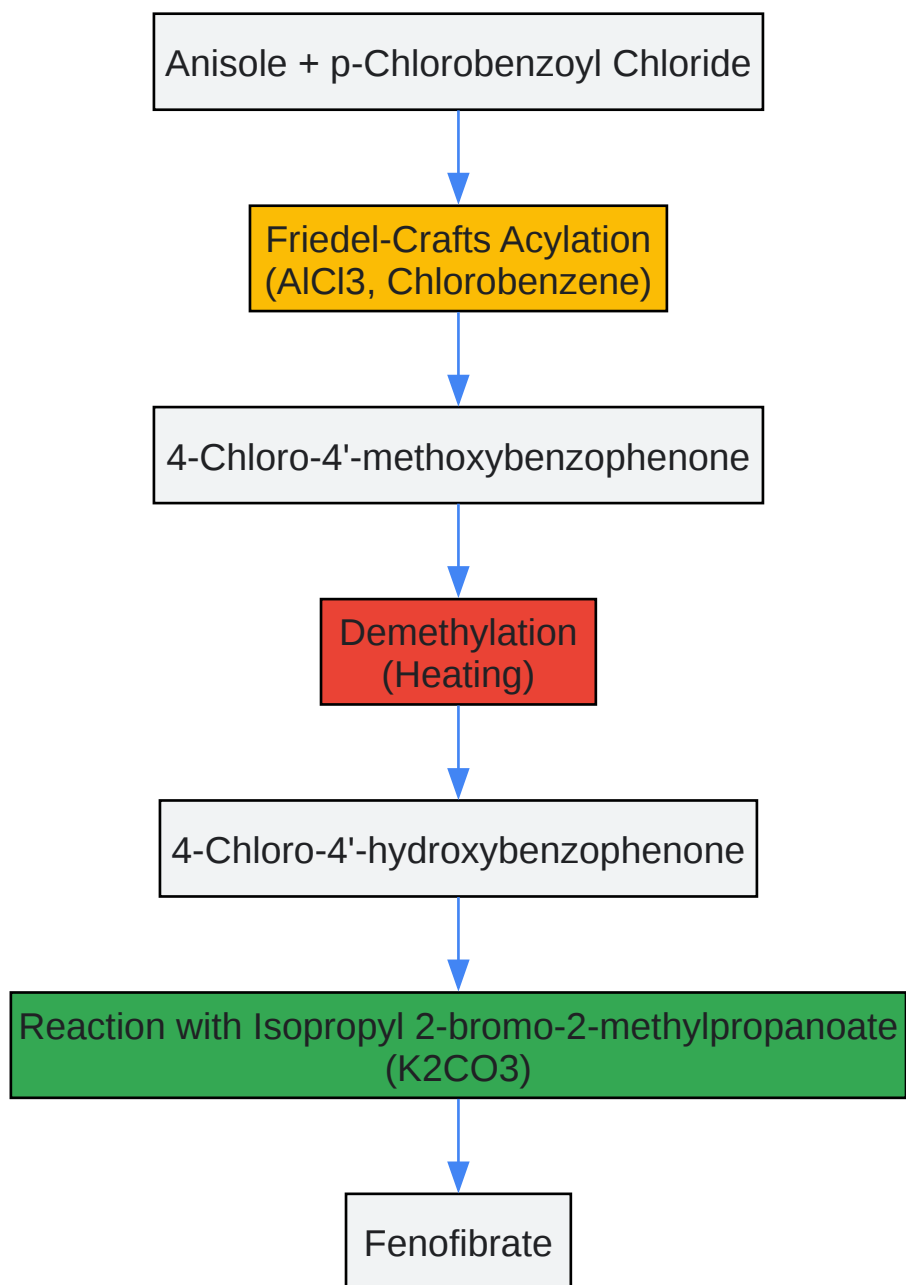 Anisole + p-Chlorobenzoyl Chloride
Friedel-Crafts Acylation
(AlCl3, Chlorobenzene)
4-Chloro-4'-methoxybenzophenone
Demethylation
(Heating)
4-Chloro-4'-hydroxybenzophenone
Reaction with Isopropyl 2-bromo-2-methylpropanoate
(K2CO3)
Fenofibrate